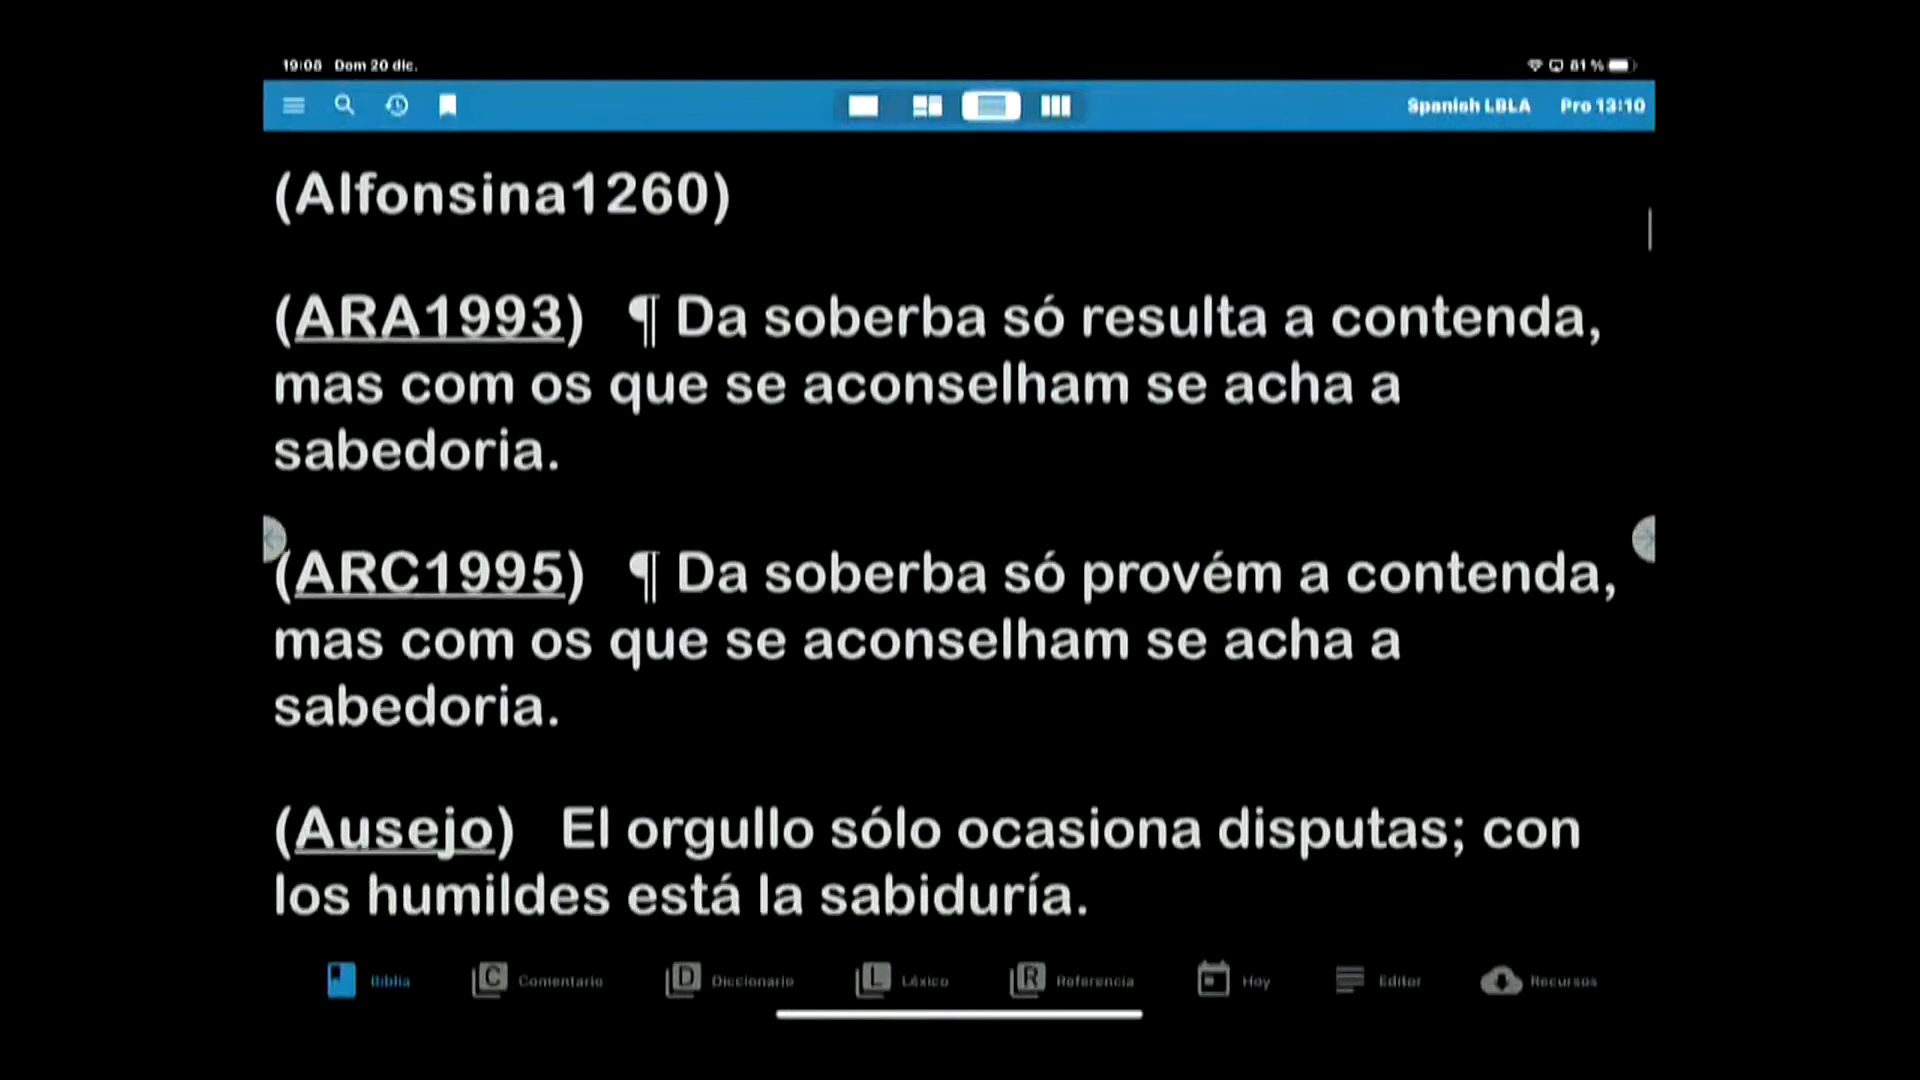 19:08 Dom 20 dic.
81 %
Spanish LBLA Pro 13:10
(Alfonsina1260)
(ARA1993) ¶ Da soberba só resulta a contenda,
mas com os que se aconselham se acha a
sabedoria.
(ARC1995) ¶ Da soberba só provém a contenda,
mas com os que se aconselham se acha a
sabedoria.
(Ausejo) El orgullo sólo ocasiona disputas; con
los humildes está la sabiduría.
Biblia C Comentario D Diccionario L Léxico R Referencia Hoy Editor Recursos